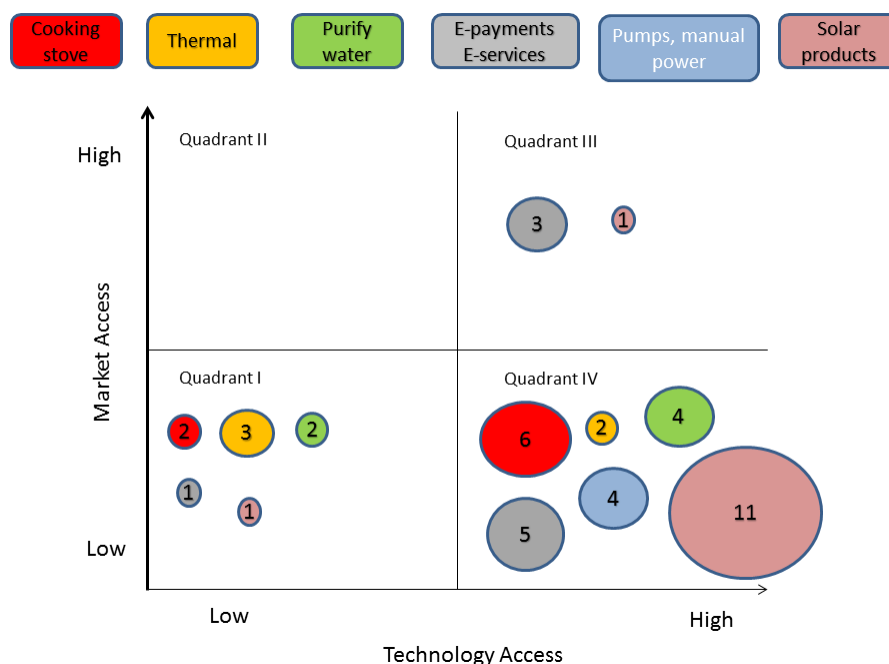 Cooking
stove
Thermal
Purify
water
E-payments
E-services
Pumps, manual
power
Solar
products
Quadrant II
Quadrant III
High
3
1
Market Access
Quadrant I
Quadrant IV
2
3
2
6
2
4
1
1
5
4
11
Low
Low
High
Technology Access